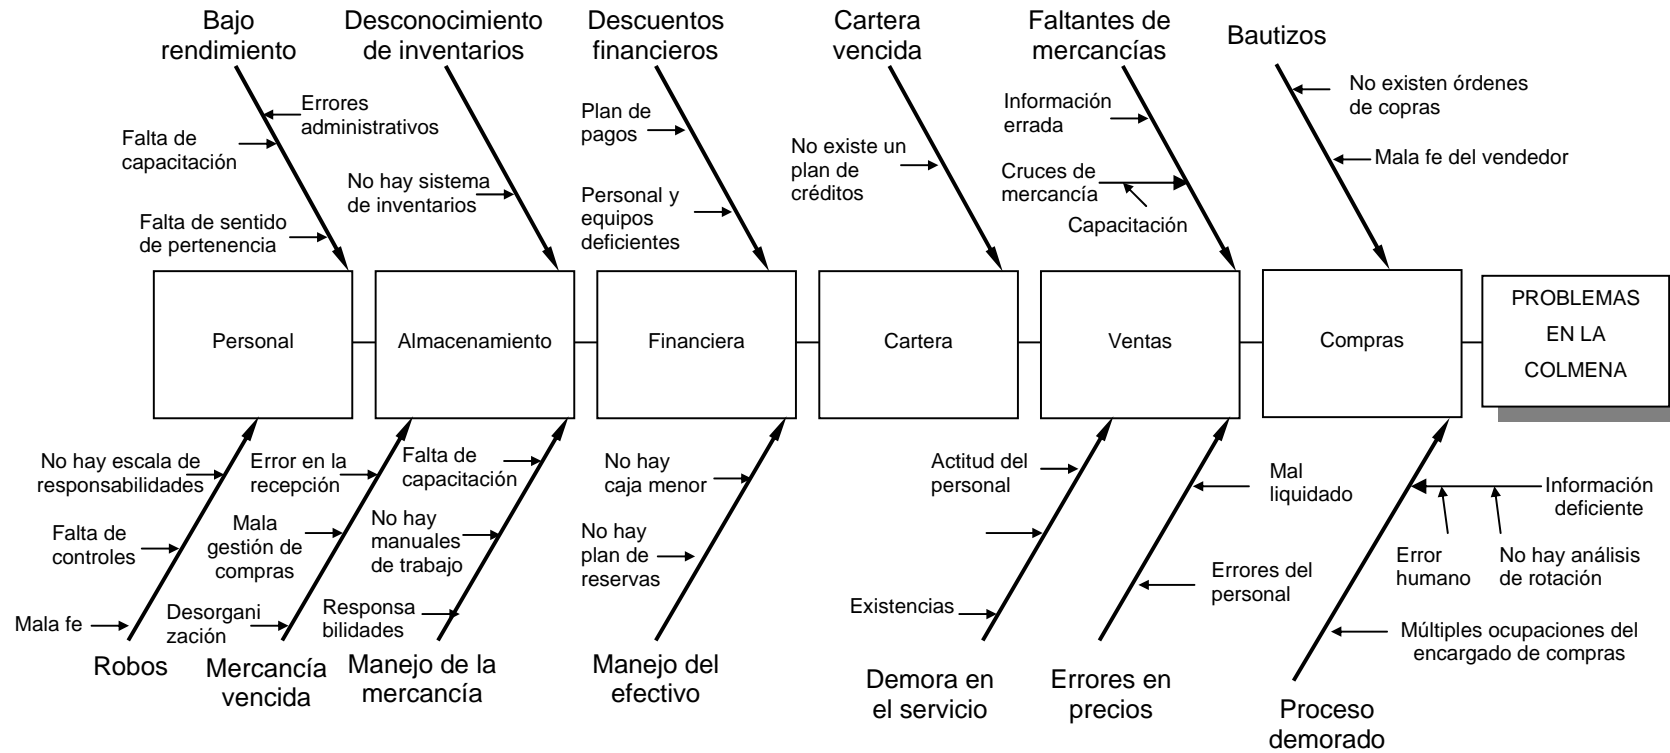 Bajo
rendimiento
Desconocimiento
de inventarios
Descuentos
financieros
Cartera
vencida
Faltantes de
mercancías
Bautizos
Errores
administrativos
Falta de
capacitación
Falta de sentido
de pertenencia
No hay sistema
de inventarios
Plan de
pagos
Personal y
equipos
deficientes
No existe un
plan de
créditos
Información
errada
Cruces de
mercancía
Capacitación
No existen órdenes
de copras
Mala fe del vendedor
Personal
Almacenamiento
Financiera
Cartera
Ventas
Compras
PROBLEMAS
EN LA
COLMENA
No hay escala de
responsabilidades
Falta de
controles
Mala fe
Robos
Error en la
recepción
Mala
gestión de
compras
Desorgani
zación
Mercancía
vencida
Falta de
capacitación
No hay
manuales
de trabajo
Responsa
bilidades
Manejo de la
mercancía
No hay
caja menor
No hay
plan de
reservas
Manejo del
efectivo
Actitud del
personal
Existencias
Demora en
el servicio
Mal
liquidado
Errores del
personal
Errores en
precios
Información
deficiente
Error
humano
No hay análisis
de rotación
Múltiples ocupaciones del
encargado de compras
Proceso
demorado